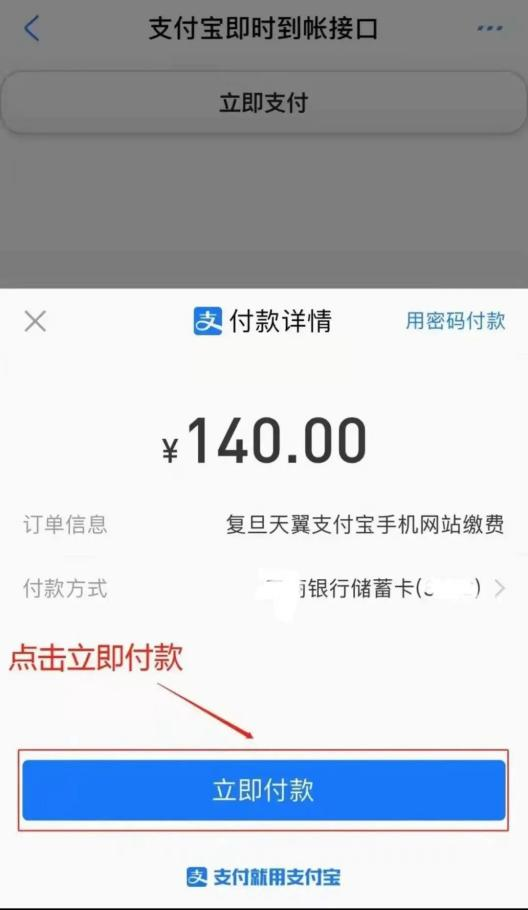 支付宝即时到帐接口
立即支付
支 付款详情
用密码付款
¥140.00
订单信息
复旦天翼支付宝手机网站缴费
付款方式
银行储蓄卡(
)
点击立即付款
立即付款
支 支付就用支付宝